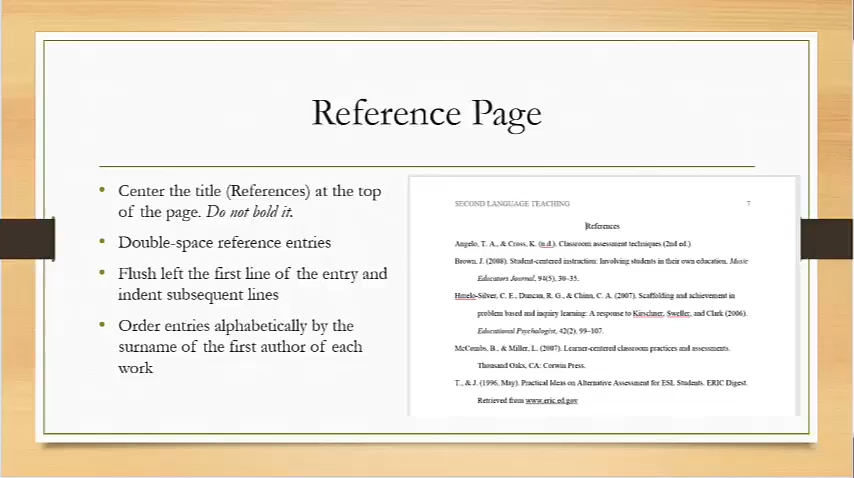 Reference Page
• Center the title (References) at the top
of the page. Do not bold it.
• Double-space reference entries
• Flush left the first line of the entry and
indent subsequent lines
• Order entries alphabetically by the
surname of the first author of each
work
SECOND LANGUAGE TEACHING 7
References
Angelo, T. A., & Cross, K. (n.d.). Classroom assessment techniques (2nd ed.)
Brown, J. (2008). Student-centered instruction: Involving students in their own education. Music
Educators Journal, 94(5), 30-35.
Hmelo-Silver, C. E., Duncan, R. G., & Chinn, C. A. (2007). Scaffolding and achievement in
problem based and inquiry learning: A response to Kirschner, Sweller, and Clark (2006).
Educational Psychologist, 42(2), 99-107.
McCombs, B., & Miller, L. (2007). Learner-centered classroom practices and assessments.
Thousand Oaks, CA: Corwin Press.
T., & J. (1996, May). Practical Ideas on Alternative Assessment for ESL Students. ERIC Digest.
Retrieved from www.eric.ed.gov